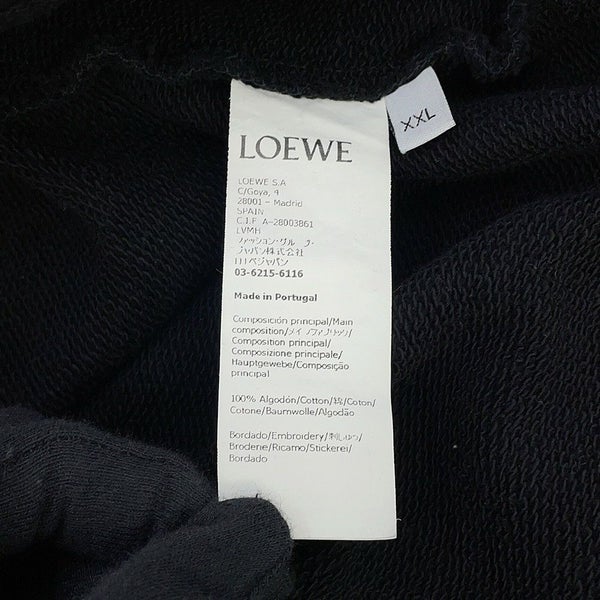 XXL
LOEWE
LOEWE S.A
C/Goya, 4
28001 - Madrid
SPAIN
C.I.F. A-28003861
LVMH
ファッション・グループ・
ジャパン株式会社
ジャパン
03-6215-6116
Made in Portugal
Composición principal/Main
composition/メインファブリック/
Composition principal/
Composizione principale/
Hauptgewebe/Composição
principal
100% Algodón/Cotton/綿/Coton/
Cotone/Baumwolle/Algodão
Bordado/Embroidery/刺しゅう/
Broderie/Ricamo/Stickerei/
Bordado